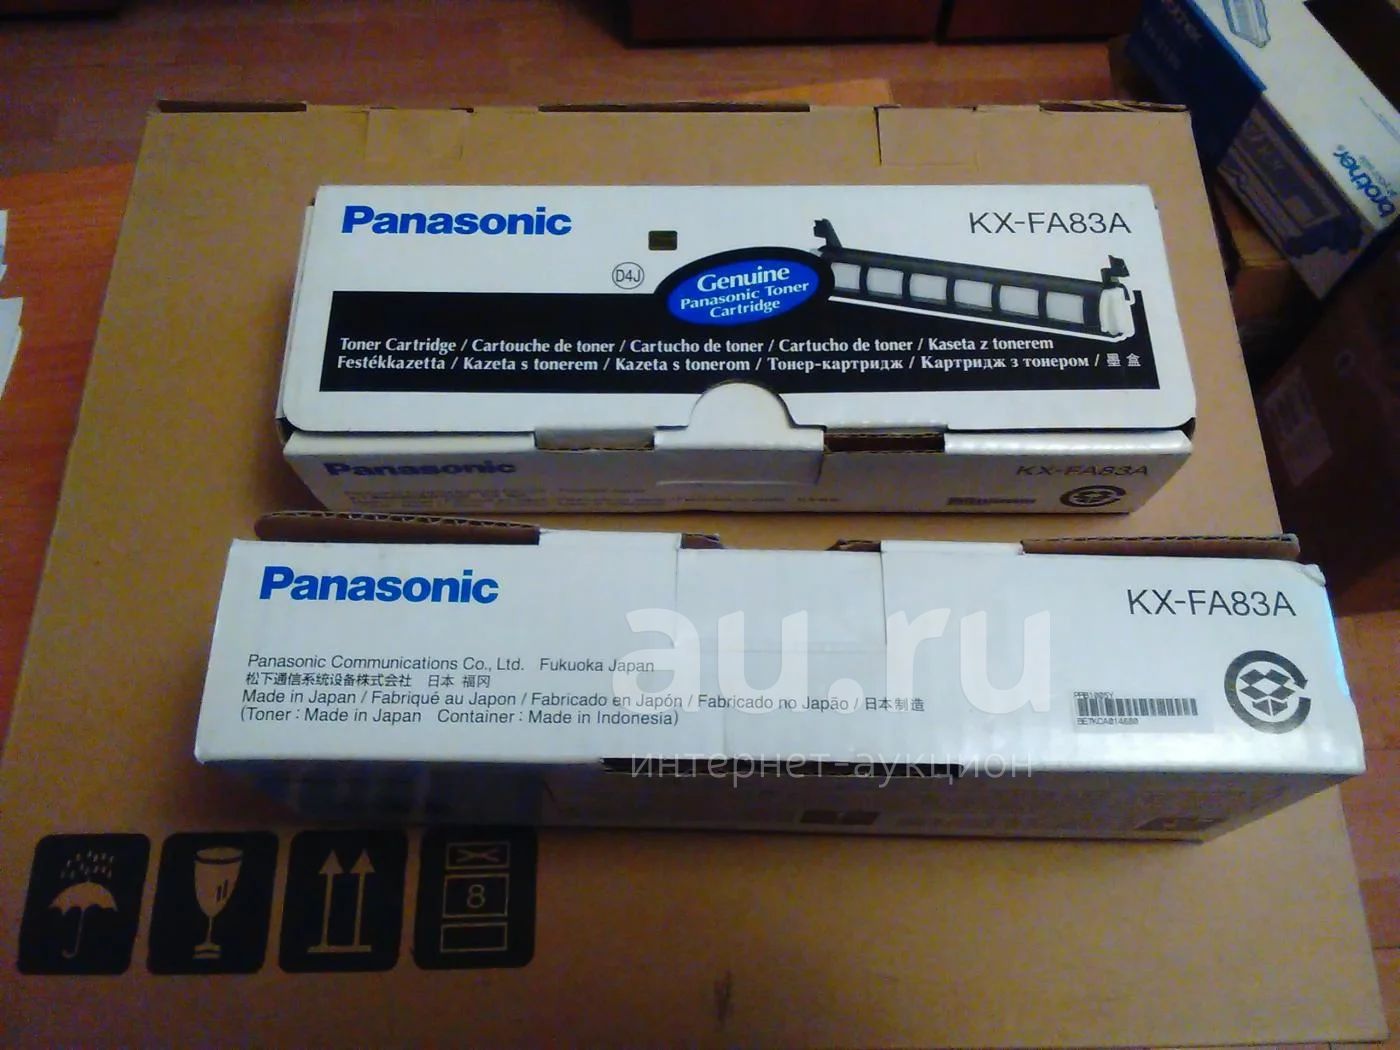 Panasonic
KX-FA83A
D4J
Genuine
Panasonic Toner
Cartridge
Toner Cartridge / Cartouche de toner / Cartucho de toner / Cartucho de toner / Kaseta z tonerem
Festékkazetta / Kazeta s tonerem / Kazeta s tonerom / Тонер-картридж / Картридж з тонером / 墨盒
Panasonic
KX-FA83A
Panasonic
KX-FA83A
Panasonic Communications Co., Ltd. Fukuoka Japan
松下通信系统设备株式会社 日本 福冈
Made in Japan / Fabriqué au Japon / Fabricado en Japón / Fabricado no Japão / 日本制造
(Toner : Made in Japan Container : Made in Indonesia)
PPB1005Y
BE7KCA014680
au.ru
интернет-аукцион
8
brother